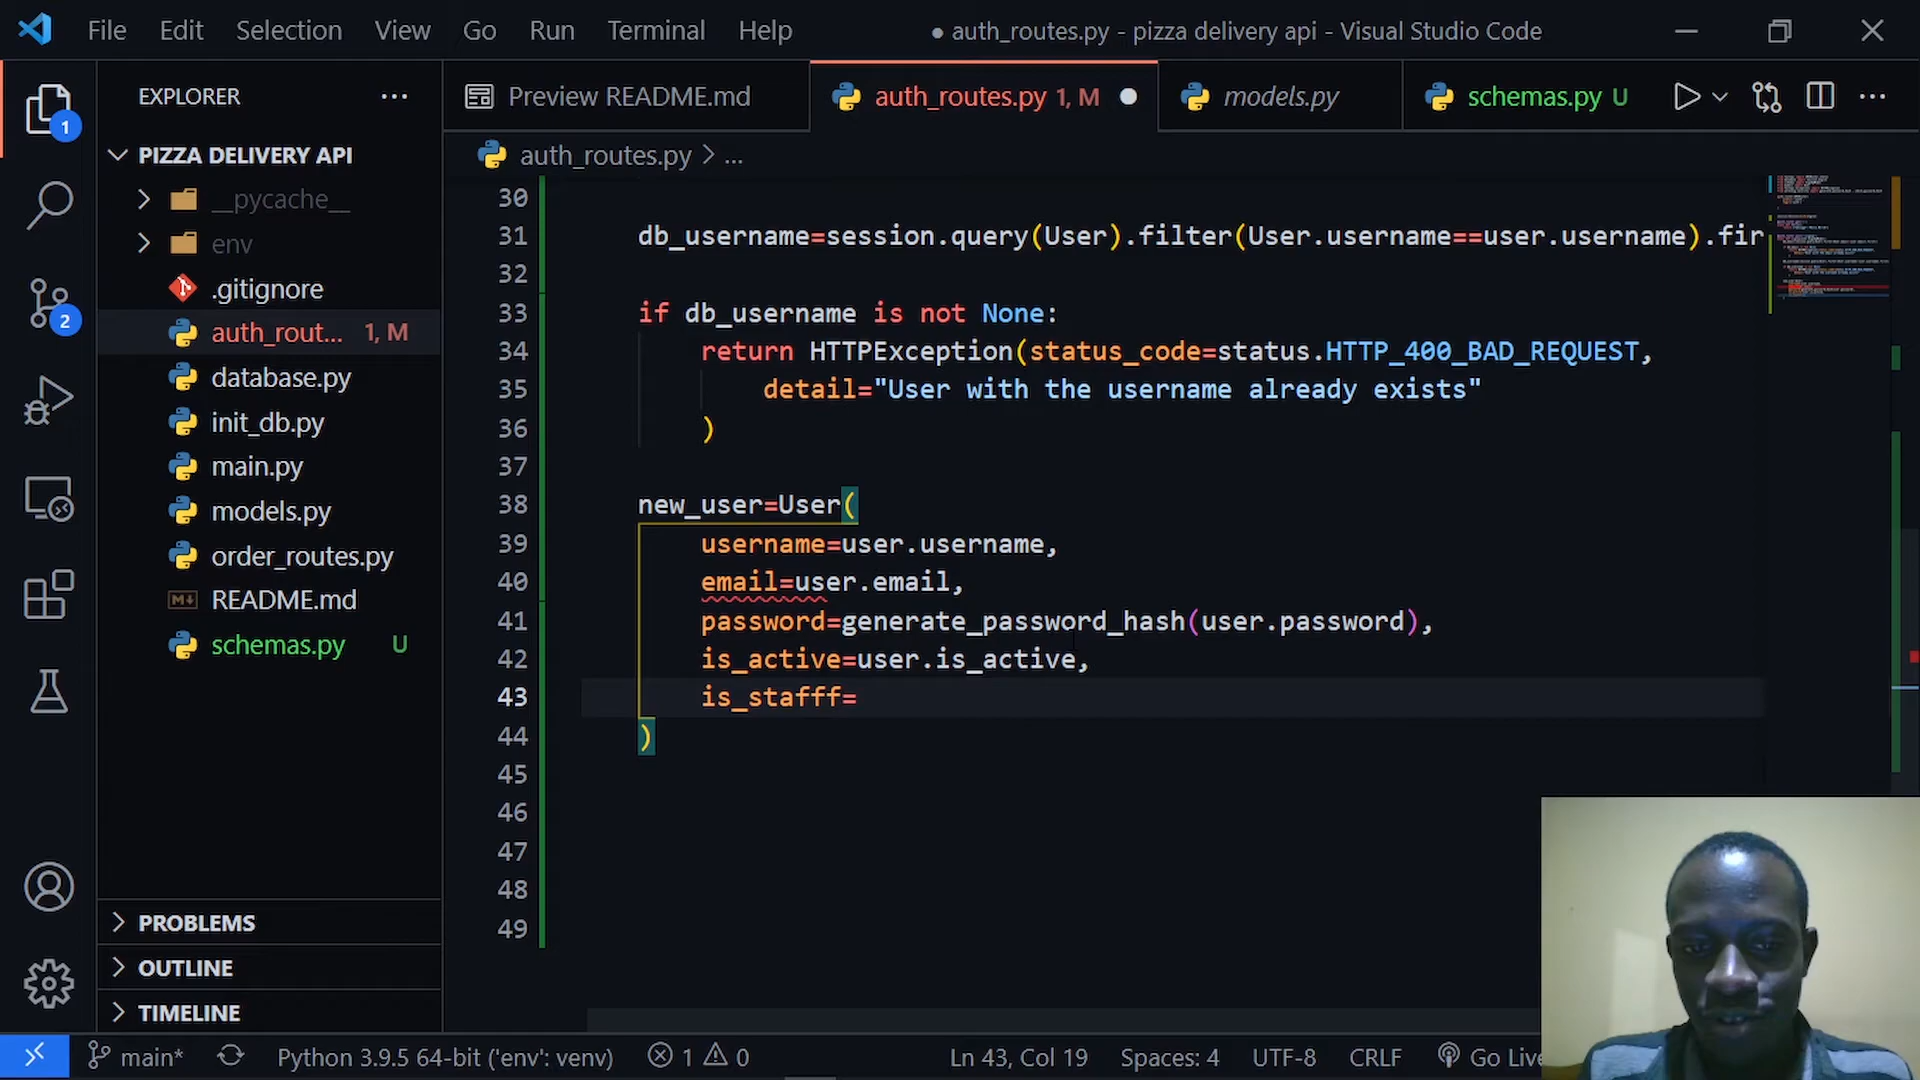 File Edit Selection View Go Run Terminal Help
● auth_routes.py - pizza delivery api - Visual Studio Code
EXPLORER
Preview README.md
auth_routes.py 1, M
models.py
schemas.py U
1
PIZZA DELIVERY API
auth_routes.py > ...
__pycache__
env
.gitignore
auth_rout... 1, M
2
database.py
init_db.py
main.py
models.py
order_routes.py
README.md
schemas.py U
30
31 db_username=session.query(User).filter(User.username==user.username).fir
32
33 if db_username is not None:
34 return HTTPException(status_code=status.HTTP_400_BAD_REQUEST,
35 detail="User with the username already exists"
36 )
37
38 new_user=User(
39 username=user.username,
40 email=user.email,
41 password=generate_password_hash(user.password),
42 is_active=user.is_active,
43 is_stafff=
44 )
45
46
47
48
49
PROBLEMS
OUTLINE
TIMELINE
main* Python 3.9.5 64-bit ('env': venv) 1 0 Ln 43, Col 19 Spaces: 4 UTF-8 CRLF Python Go Live